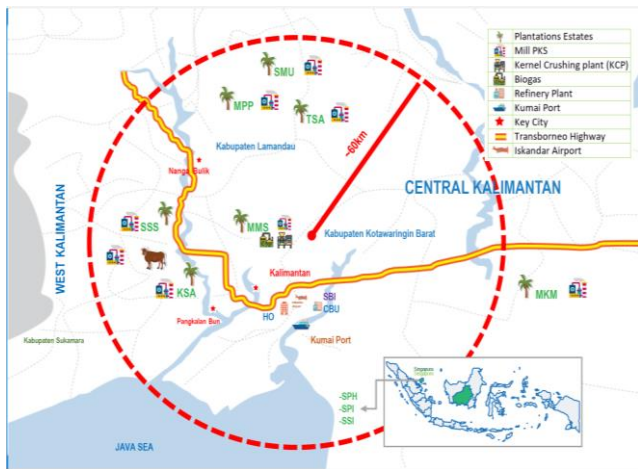 Plantations Estates
Mill PKS
Kernel Crushing plant (KCP)
Biogas
Refinery Plant
Kumai Port
Key City
Transborneo Highway
Iskandar Airport
SMU
MPP
TSA
~60km
Kabupaten Lamandau
Nanga Bulik
CENTRAL KALIMANTAN
WEST KALIMANTAN
SSS
MMS
Kabupaten Kotawaringin Barat
KSA
Kalimantan
MKM
SBI
HO
CBU
Pangkalan Bun
Kumai Port
Kabupaten Sukamara
-SPH
-SPI
-SSI
Singapura
JAVA SEA